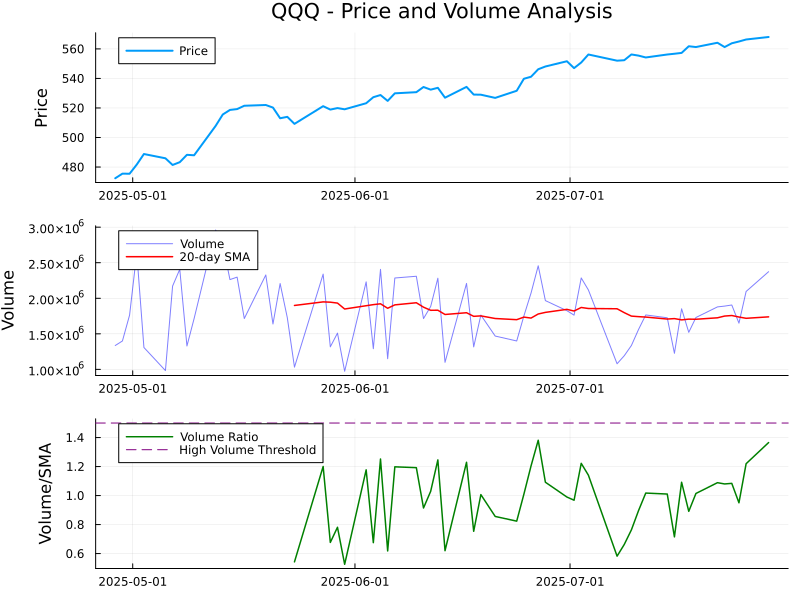 QQQ - Price and Volume Analysis
Price
Price
560
540
520
500
480
2025-05-01 2025-06-01 2025-07-01
Volume
Volume
20-day SMA
3.00×10⁶
2.50×10⁶
2.00×10⁶
1.50×10⁶
1.00×10⁶
2025-05-01 2025-06-01 2025-07-01
Volume/SMA
Volume Ratio
High Volume Threshold
1.4
1.2
1.0
0.8
0.6
2025-05-01 2025-06-01 2025-07-01